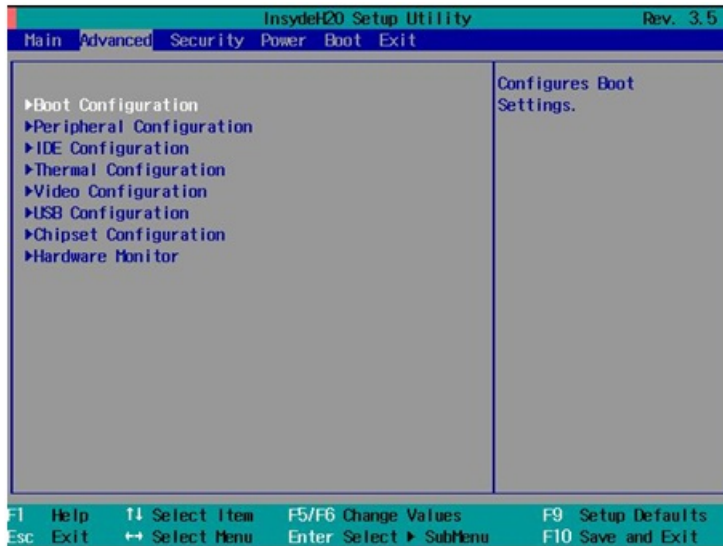 InsydeH2O Setup Utility Rev. 3.5
Main Advanced Security Power Boot Exit
▶Boot Configuration
▶Peripheral Configuration
▶IDE Configuration
▶Thermal Configuration
▶Video Configuration
▶USB Configuration
▶Chipset Configuration
▶Hardware Monitor
Configures Boot
Settings.
F1 Help ↑↓ Select Item F5/F6 Change Values F9 Setup Defaults
Esc Exit ↔ Select Menu Enter Select ▶ SubMenu F10 Save and Exit